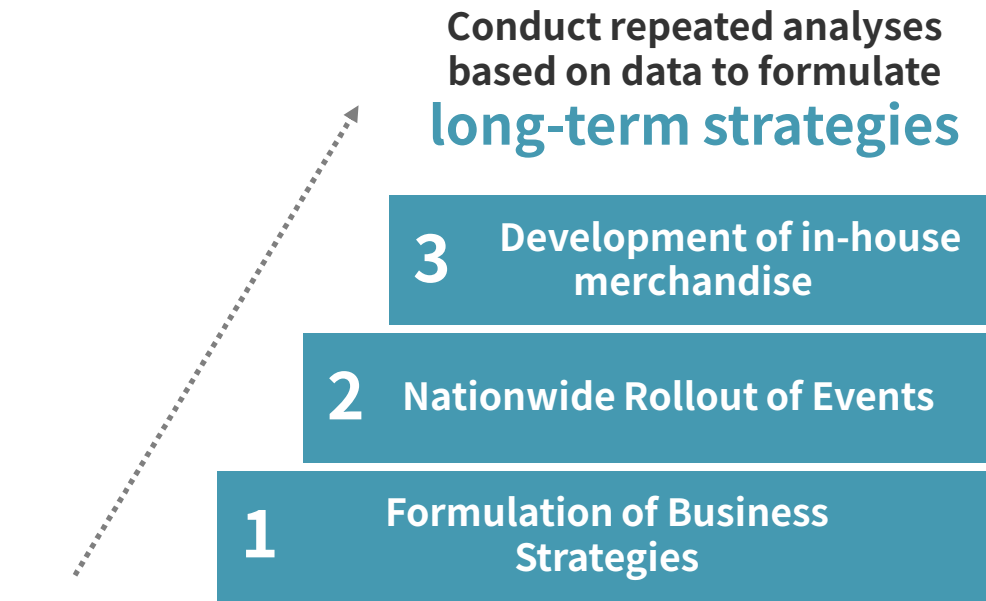 Conduct repeated analyses
based on data to formulate
long-term strategies
3
Development of in-house
merchandise
2
Nationwide Rollout of Events
1
Formulation of Business
Strategies